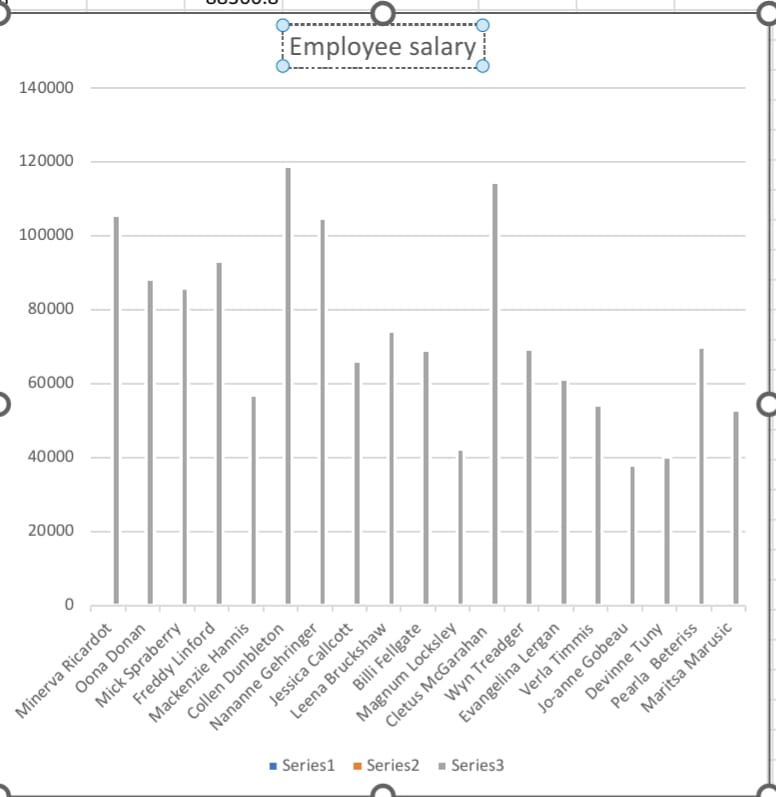 Employee salary
140000
120000
100000
80000
60000
40000
20000
0
Minerva Ricardot
Oona Donan
Mick Spraberry
Freddy Linford
Mackenzie Hannis
Collen Dunbleton
Nananne Gehringer
Jessica Callcott
Leena Bruckshaw
Billi Fellgate
Magnum Locksley
Cletus McGarahan
Wyn Treadger
Evangelina Lergan
Verla Timmis
Jo-anne Gobeau
Devinne Tuny
Pearla  Beteriss
Maritsa Marusic
Series1 Series2 Series3